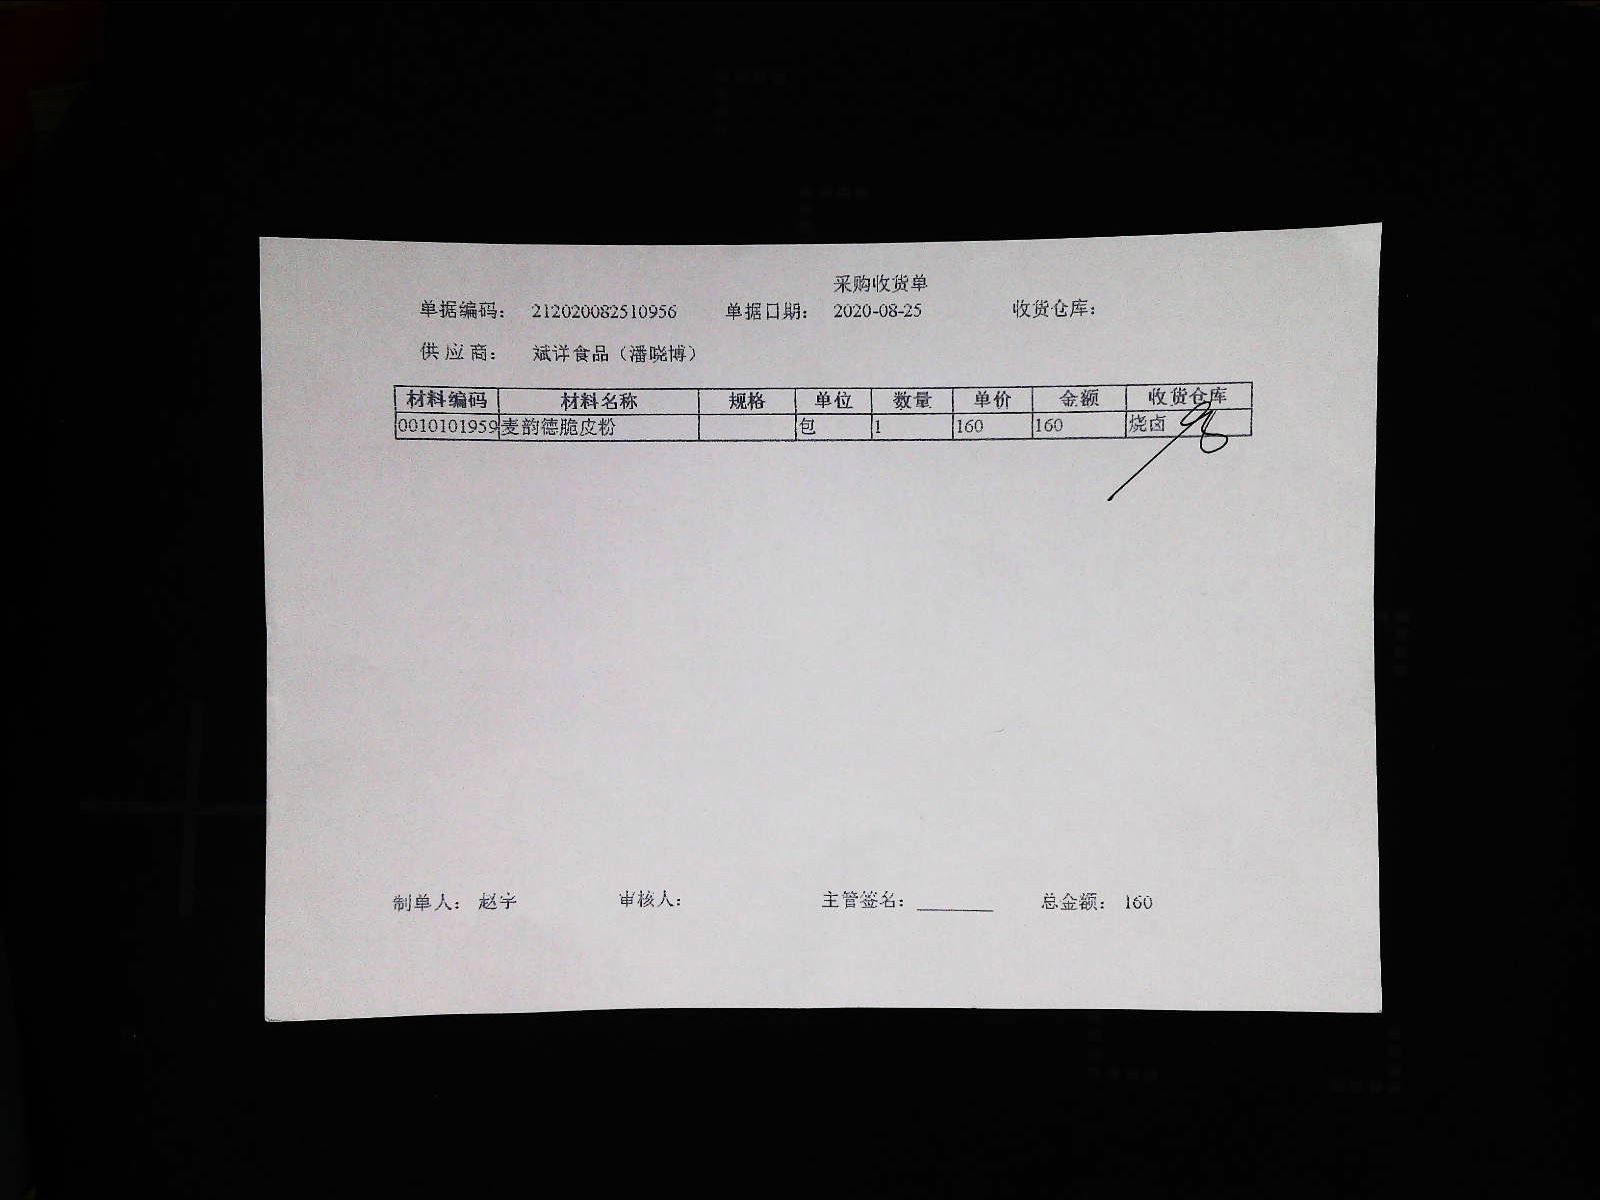 采购收货单
单据编码： 212020082510956 单据日期： 2020-08-25 收货仓库：
供 应 商： 斌详食品（潘晓博）
材料编码 材料名称 规格 单位 数量 单价 金额 收货仓库
0010101959 麦韵德脆皮粉 包 1 160 160 烧卤
制单人： 赵宇 审核人： 主管签名： ________ 总金额： 160